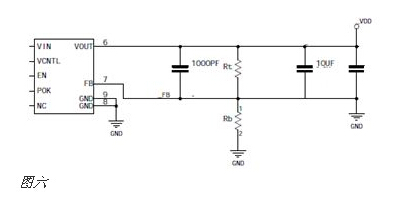 VDD
VIN VOUT 6
VCNTL
EN FB 7
POK GND 9
NC GND 8
1000PF
Rt
10UF
_FB
GND
1
Rb
2
GND
GND
图六